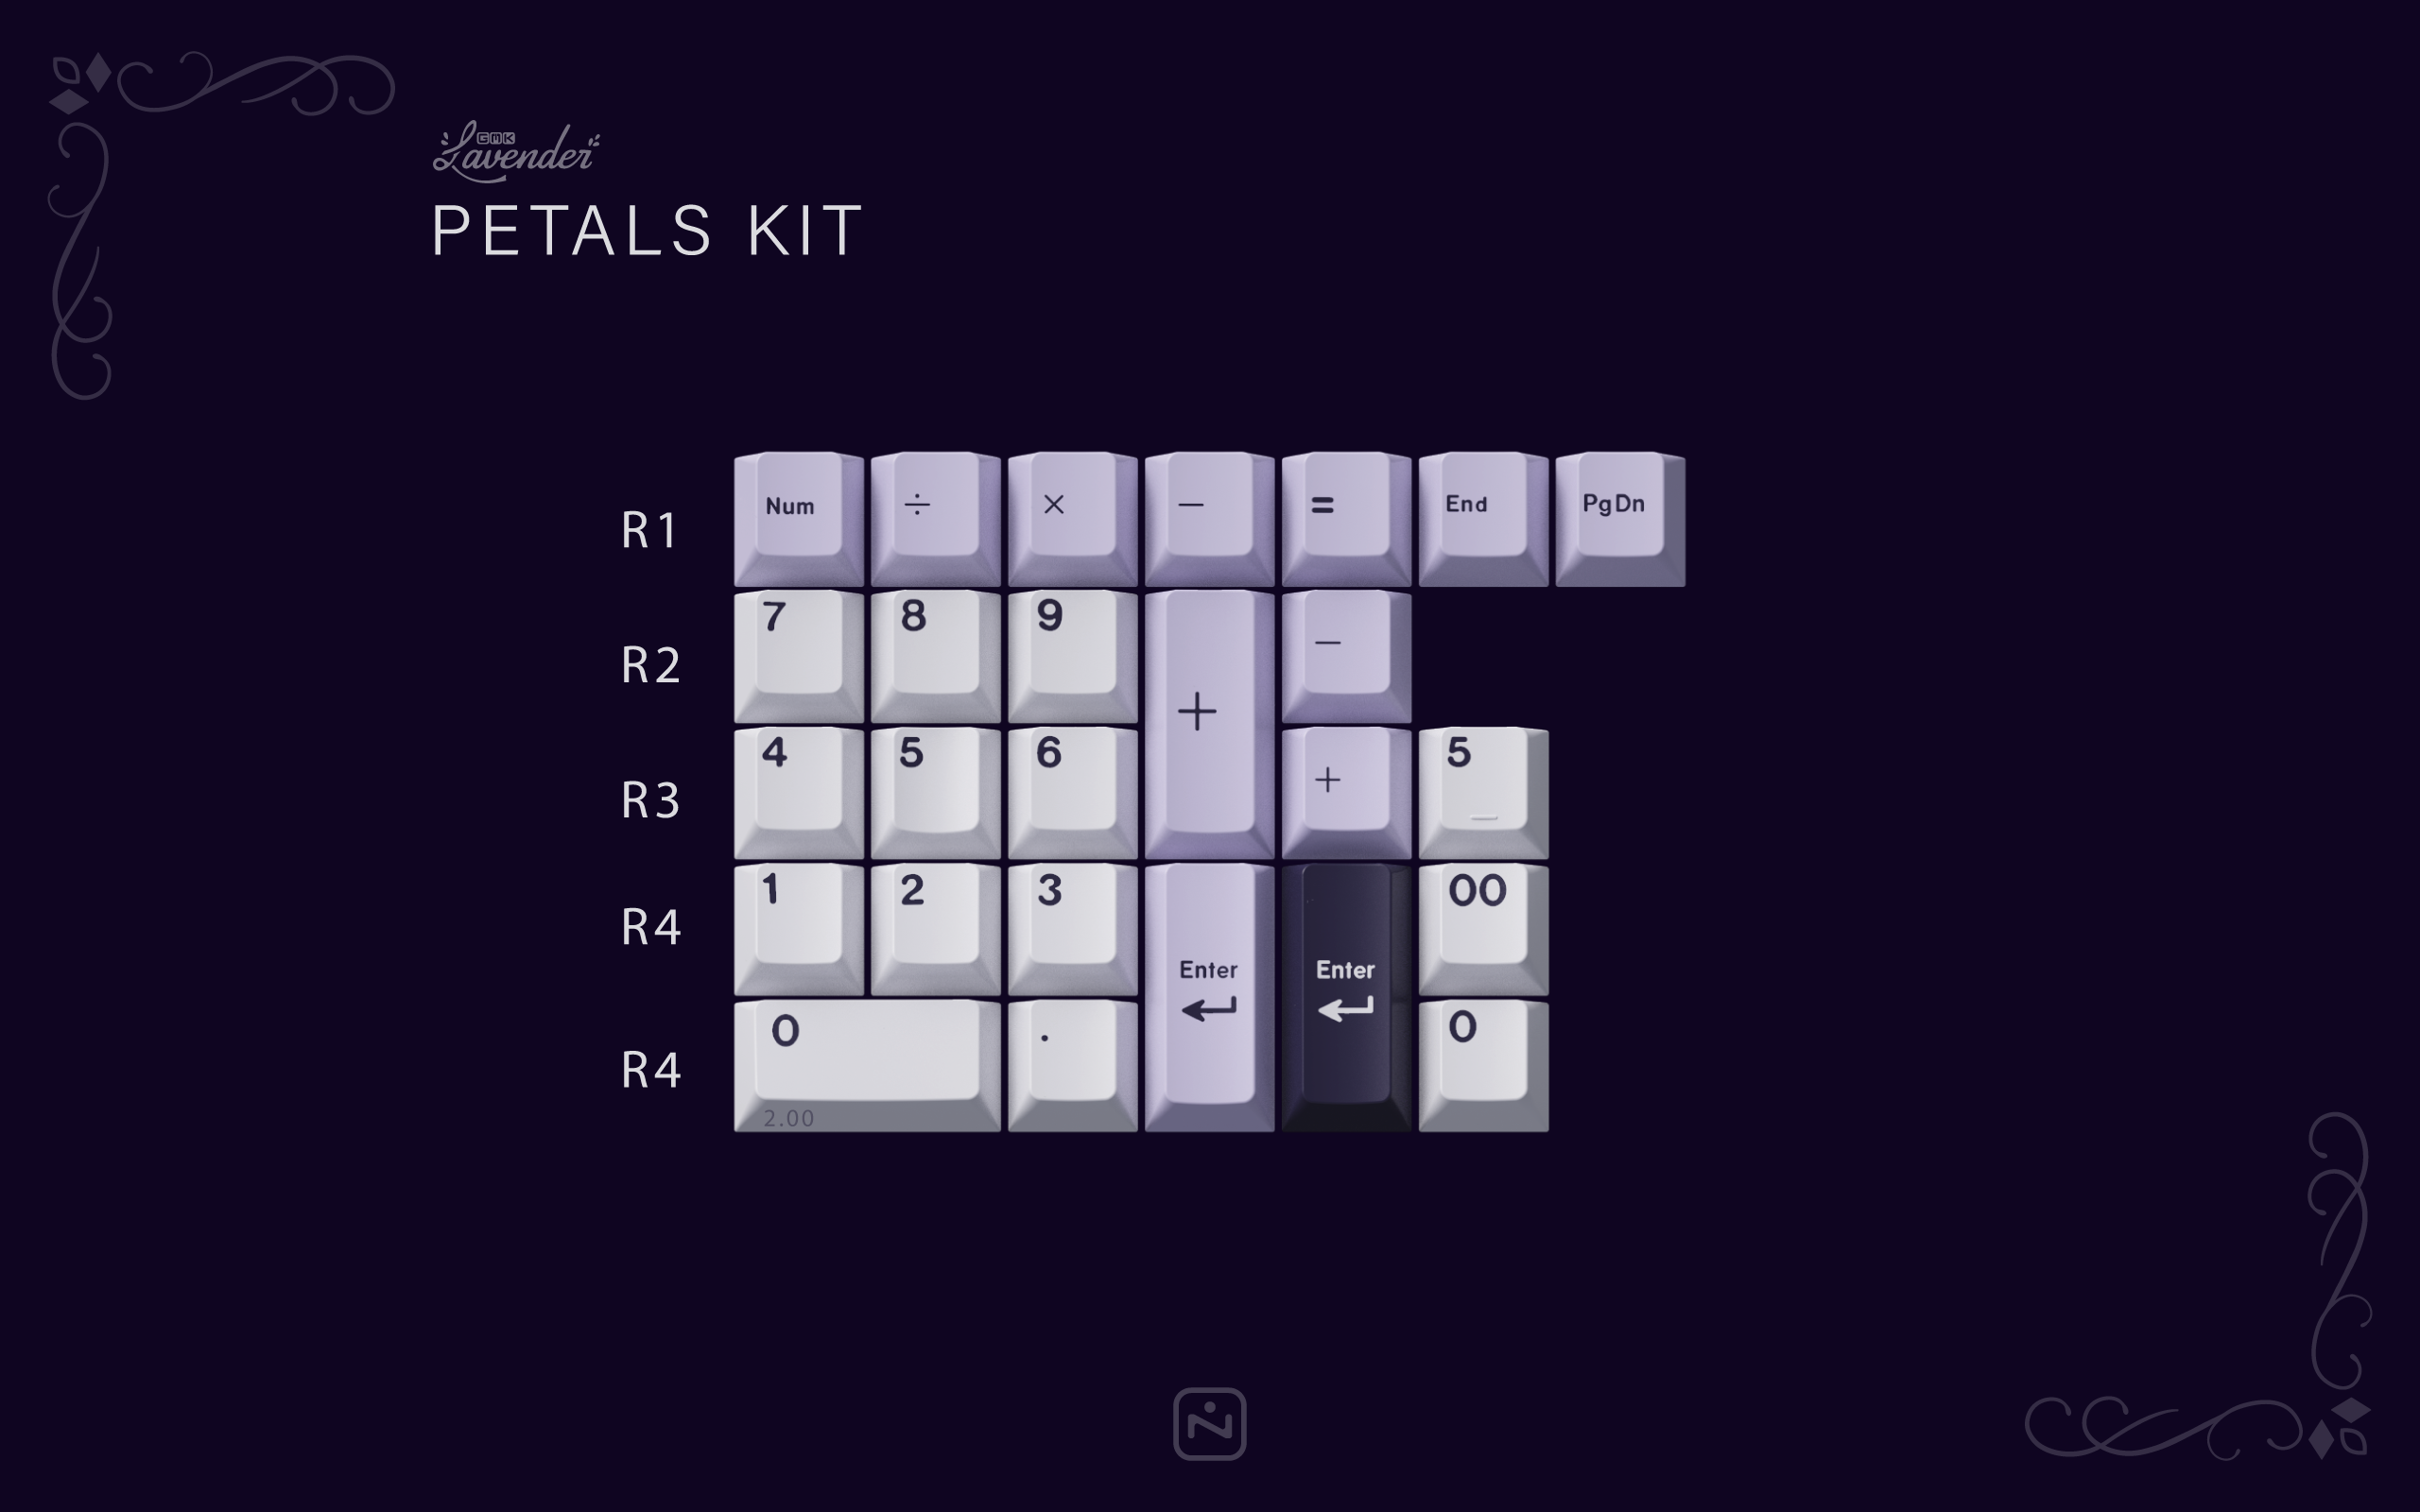 GMK
Lavender
PETALS KIT
R1 Num ÷ × − = End PgDn
R2 7 8 9 + −
R3 4 5 6 + 5
R4 1 2 3 Enter Enter 00
R4 0 . 0
2.00